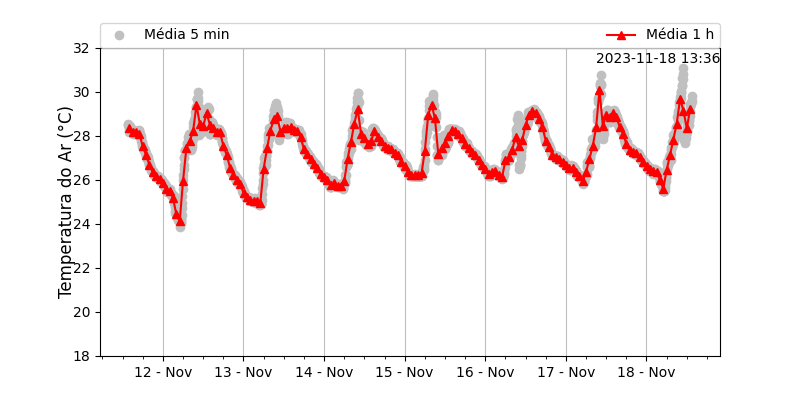 Média 5 min
Média 1 h
2023-11-18 13:36
Temperatura do Ar (°C)
32
30
28
26
24
22
20
18
12 - Nov
13 - Nov
14 - Nov
15 - Nov
16 - Nov
17 - Nov
18 - Nov